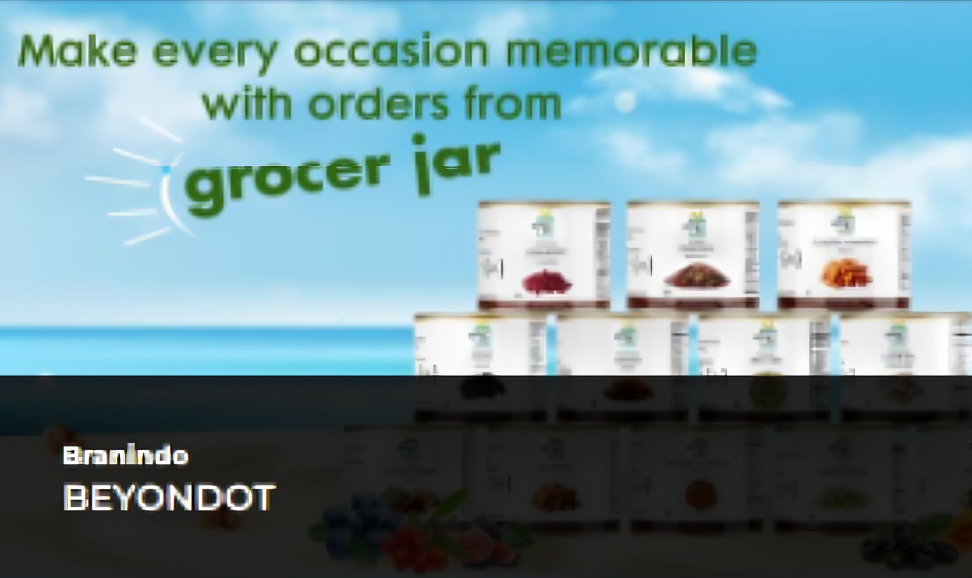 Make every occasion memorable
with orders from
grocer jar
Branindo
BEYONDOT